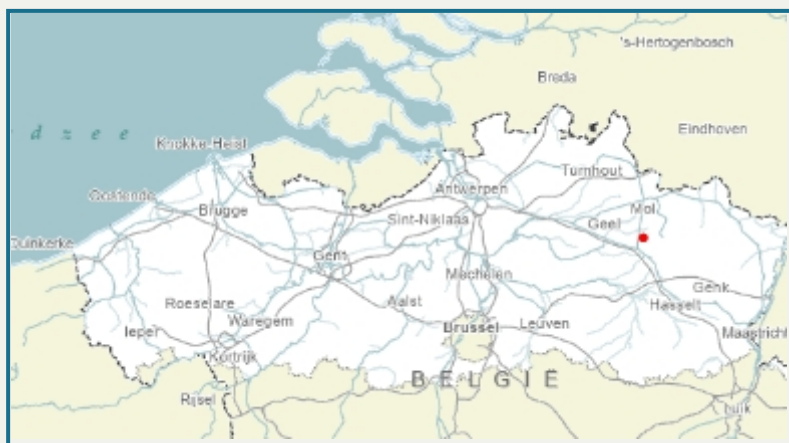 's-Hertogenbosch
Breda
d z e e
Eindhoven
Knokke-Heist
Turnhout
Oostende
Antwerpen
Mol
Brugge
Sint-Niklaas
Geel
Duinkerke
Gent
Mechelen
Genk
Roeselare
Aalst
Hasselt
Ieper
Waregem
Brussel
Leuven
Maastricht
Kortrijk
BELGIË
Rijsel
Luik